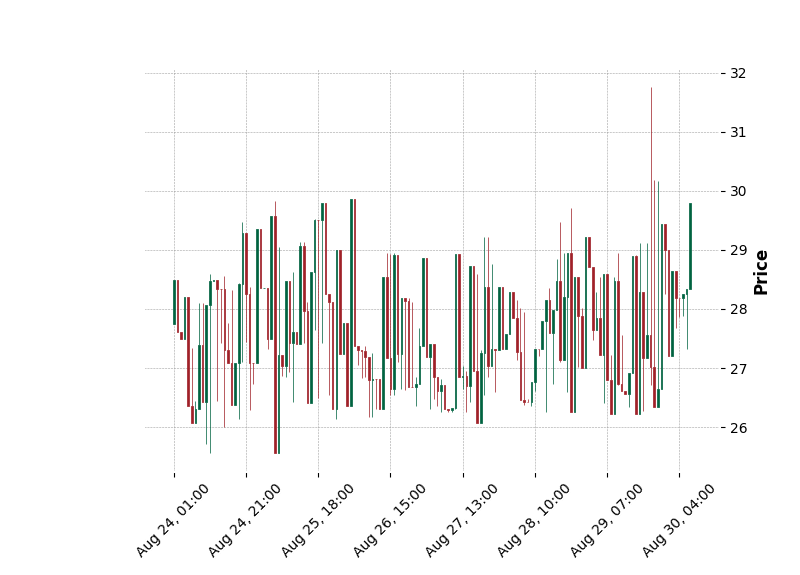 32
31
30
29
28
27
26
Price
Aug 24, 01:00
Aug 24, 21:00
Aug 25, 18:00
Aug 26, 15:00
Aug 27, 13:00
Aug 28, 10:00
Aug 29, 07:00
Aug 30, 04:00